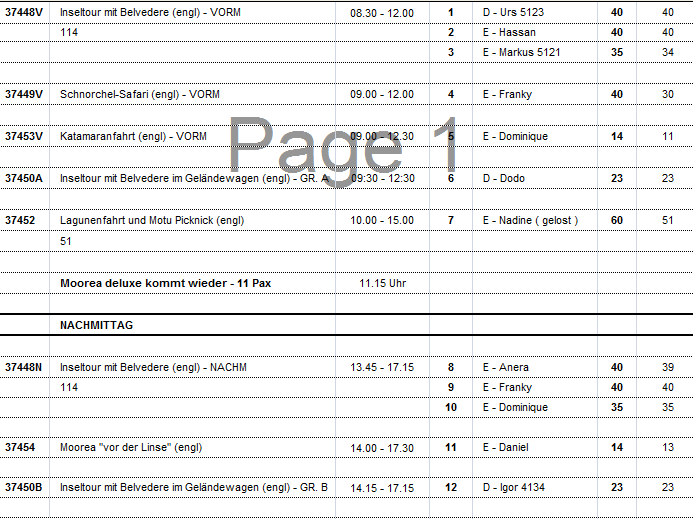 37448V Inseltour mit Belvedere (engl) - VORM 08.30 - 12.00 1 D - Urs 5123 40 40
114 2 E - Hassan 40 40
3 E - Markus 5121 35 34
37449V Schnorchel-Safari (engl) - VORM 09.00 - 12.00 4 E - Franky 40 30
37453V Katamaranfahrt (engl) - VORM 09.00 - 12.30 5 E - Dominique 14 11
Page 1
37450A Inseltour mit Belvedere im Geländewagen (engl) - GR. A 09:30 - 12:30 6 D - Dodo 23 23
37452 Lagunenfahrt und Motu Picknick (engl) 10.00 - 15.00 7 E - Nadine ( gelost ) 60 51
51
Moorea deluxe kommt wieder - 11 Pax 11.15 Uhr
NACHMITTAG
37448N Inseltour mit Belvedere (engl) - NACHM 13.45 - 17.15 8 E - Anera 40 39
114 9 E - Franky 40 40
10 E - Dominique 35 35
37454 Moorea "vor der Linse" (engl) 14.00 - 17.30 11 E - Daniel 14 13
37450B Inseltour mit Belvedere im Geländewagen (engl) - GR. B 14.15 - 17.15 12 D - Igor 4134 23 23